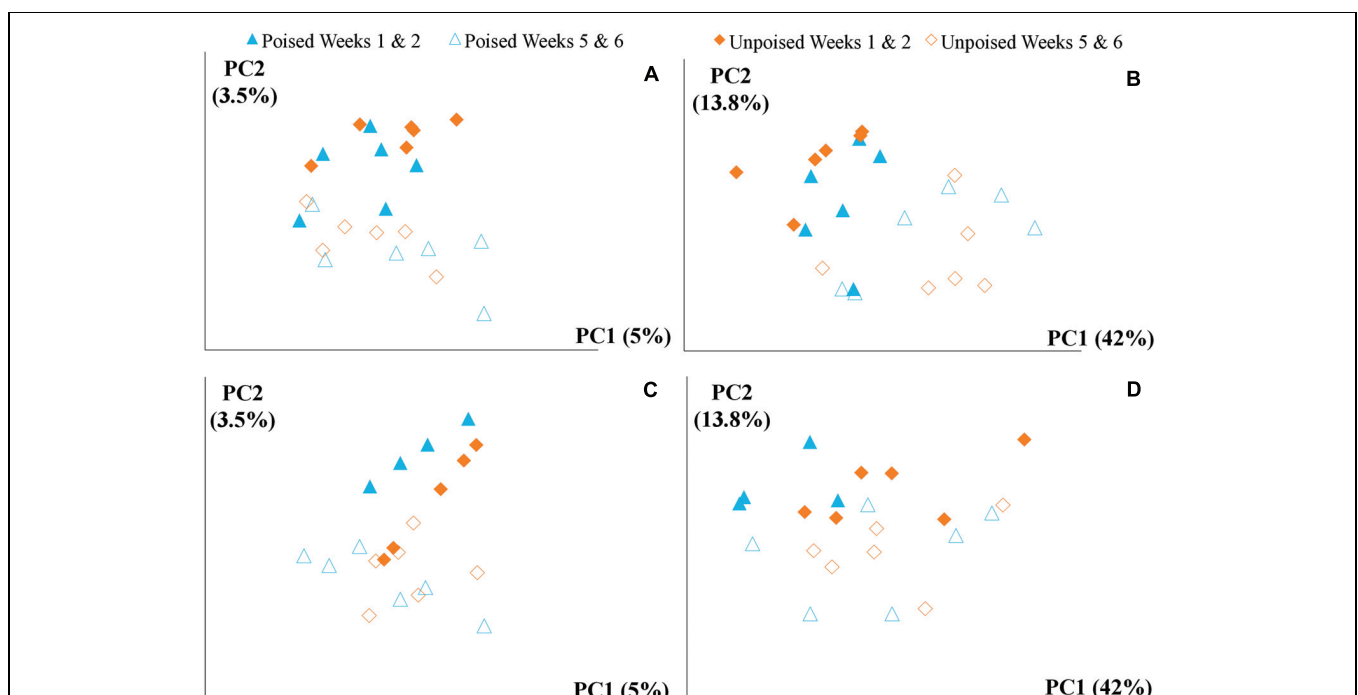 Poised Weeks 1 & 2 Poised Weeks 5 & 6 Unpoised Weeks 1 & 2 Unpoised Weeks 5 & 6
PC2
(3.5%)
A
PC1 (5%)
PC2
(13.8%)
B
PC1 (42%)
PC2
(3.5%)
C
PC1 (5%)
PC2
(13.8%)
D
PC1 (42%)